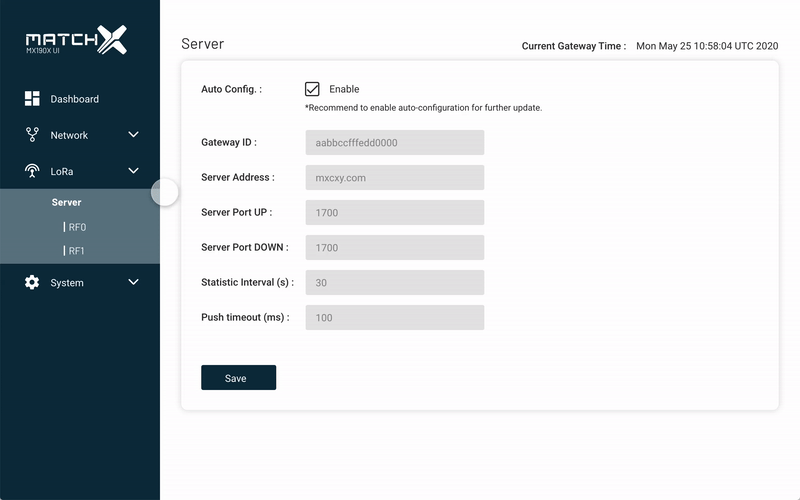 MATCHX
MX190X UI
Dashboard
Network
LoRa
Server
RF0
RF1
System
Server
Current Gateway Time : Mon May 25 10:58:04 UTC 2020
Auto Config. : Enable
*Recommend to enable auto-configuration for further update.
Gateway ID : aabbccfffedd0000
Server Address : mxcxy.com
Server Port UP : 1700
Server Port DOWN : 1700
Statistic Interval (s) : 30
Push timeout (ms) : 100
Save